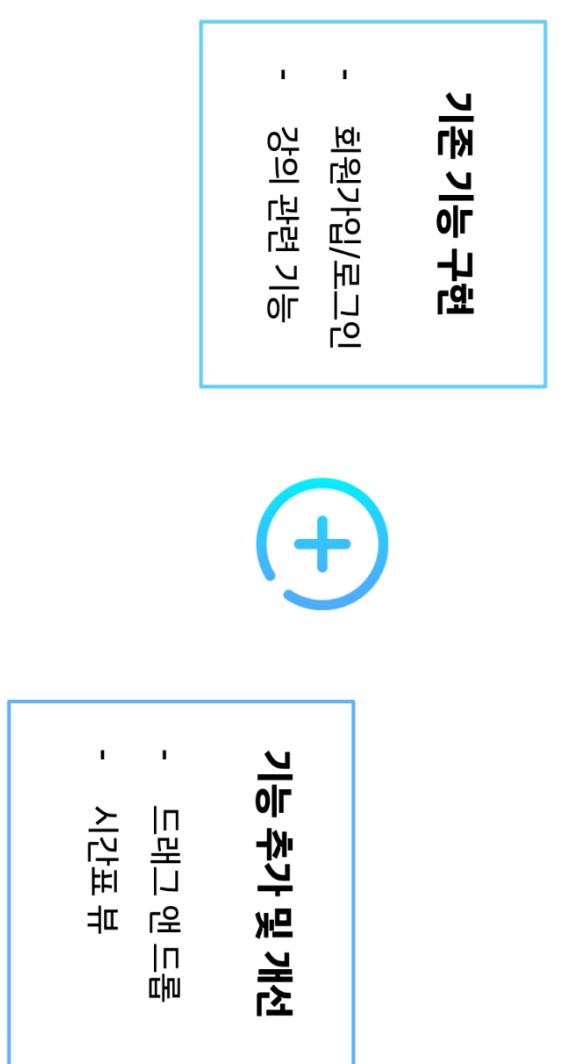 기존 기능 구현
- 회원가입/로그인
- 강의 관련 기능
기능 추가 및 개선
- 드래그 앤 드롭
- 시간표 뷰